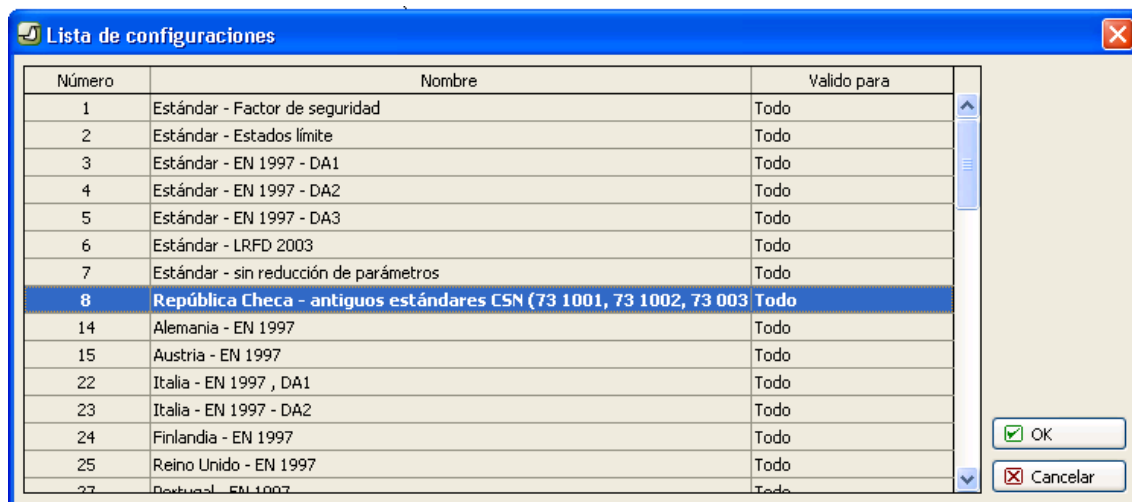 Lista de configuraciones
Número Nombre Valido para
1 Estándar - Factor de seguridad Todo
2 Estándar - Estados límite Todo
3 Estándar - EN 1997 - DA1 Todo
4 Estándar - EN 1997 - DA2 Todo
5 Estándar - EN 1997 - DA3 Todo
6 Estándar - LRFD 2003 Todo
7 Estándar - sin reducción de parámetros Todo
8 República Checa - antiguos estándares CSN (73 1001, 73 1002, 73 003 Todo
14 Alemania - EN 1997 Todo
15 Austria - EN 1997 Todo
22 Italia - EN 1997 , DA1 Todo
23 Italia - EN 1997 - DA2 Todo
24 Finlandia - EN 1997 Todo
25 Reino Unido - EN 1997 Todo
27 Portugal - EN 1997 Todo
OK
Cancelar